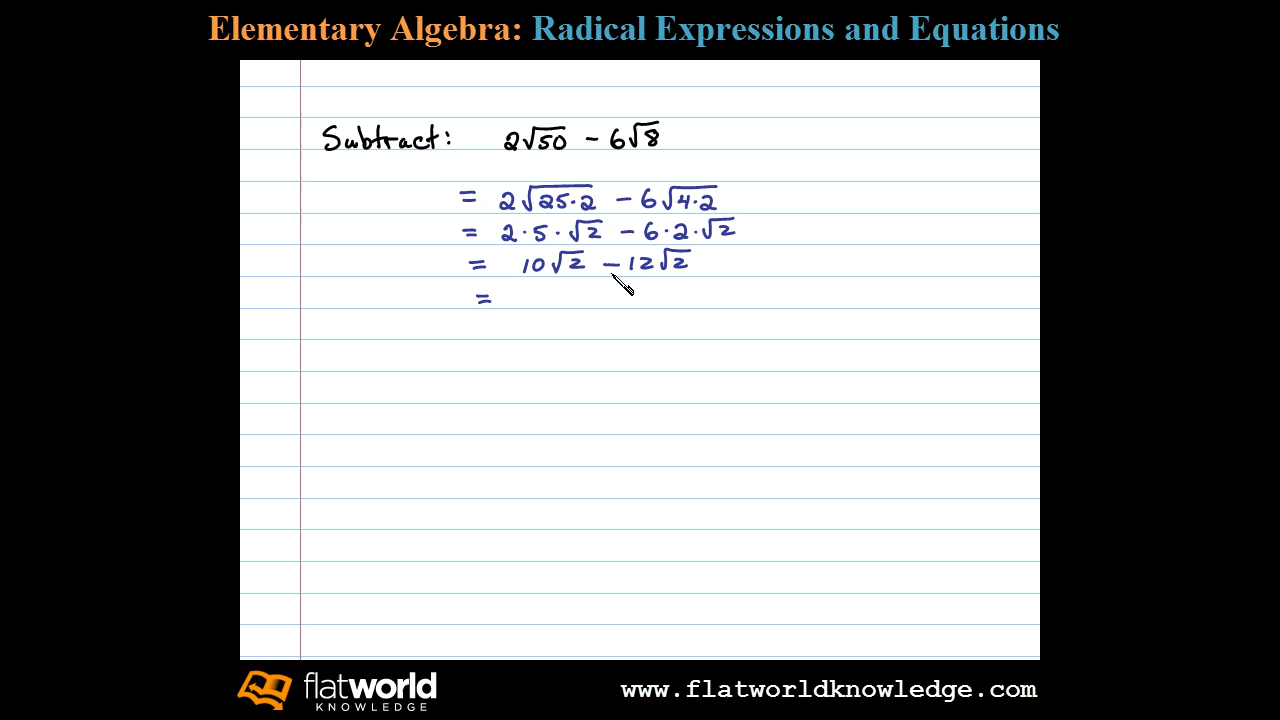 Elementary Algebra: Radical Expressions and Equations
Subtract: 2√50 - 6√8
= 2√25·2 - 6√4·2
= 2·5·√2 - 6·2·√2
= 10√2 - 12√2
=
flatworld
KNOWLEDGE
www.flatworldknowledge.com